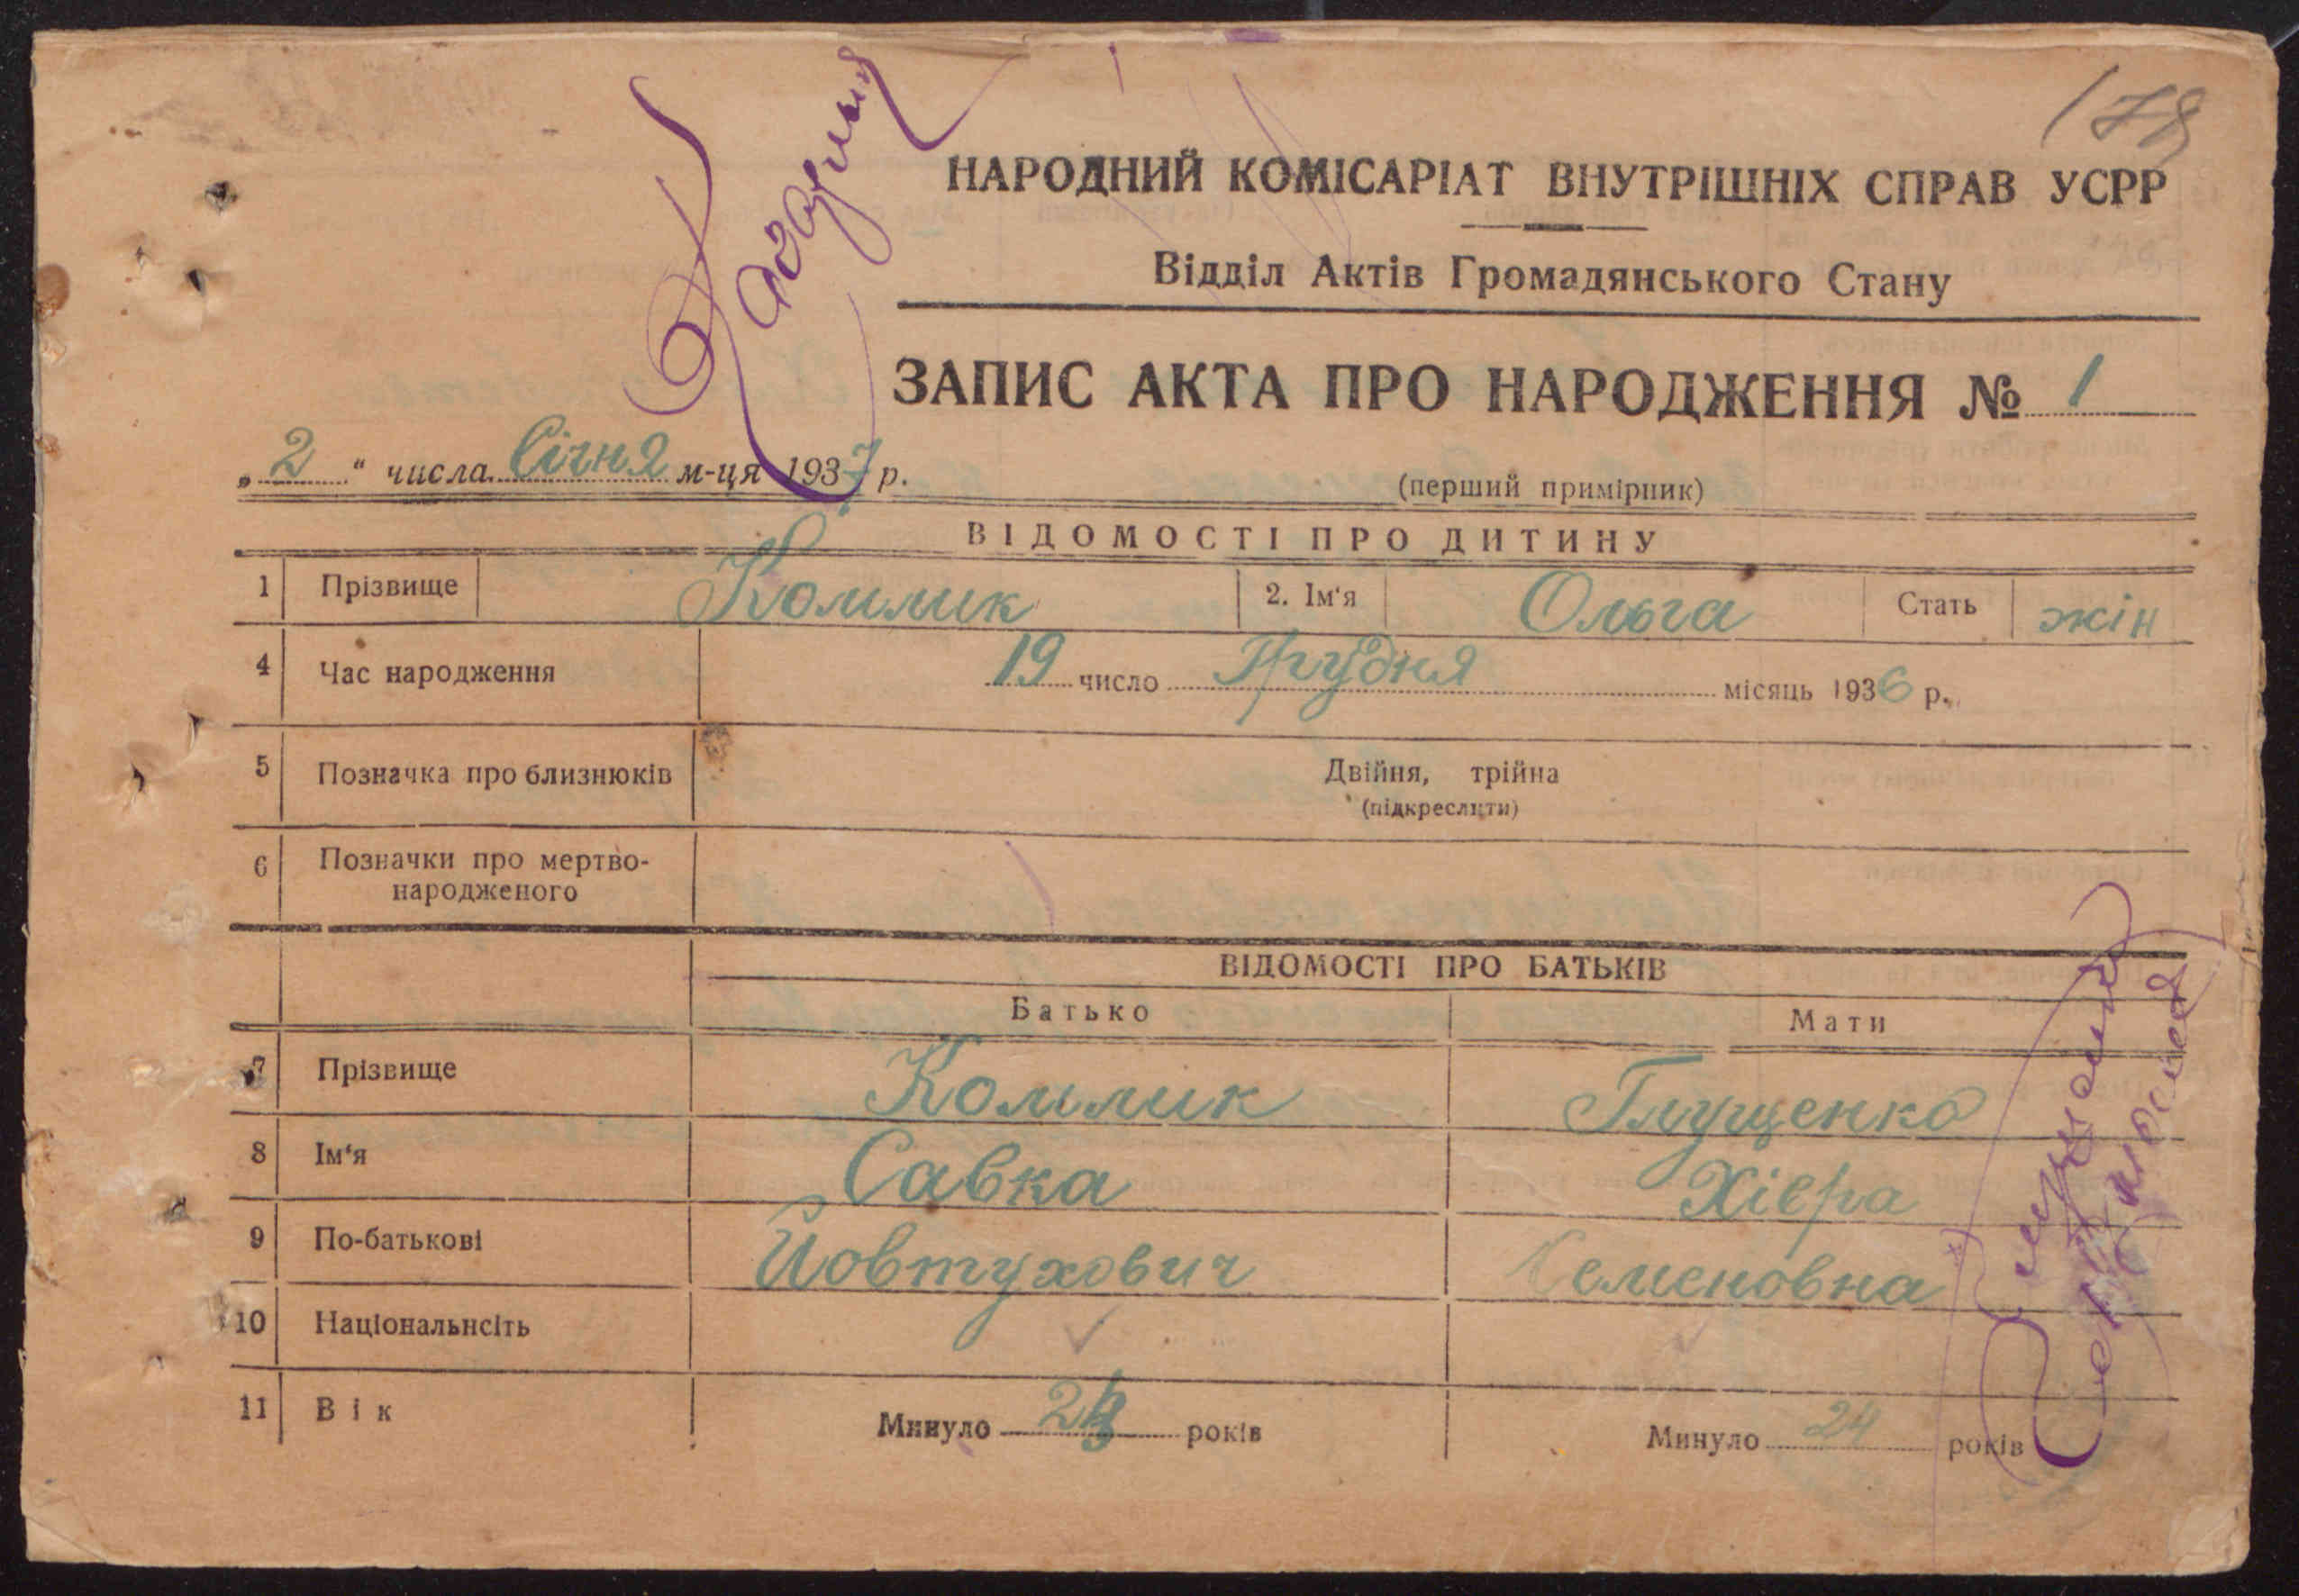 178
НАРОДНИЙ КОМІСАРІАТ ВНУТРІШНІХ СПРАВ УСРР
Відділ Актів Громадянського Стану
ЗАПИС АКТА ПРО НАРОДЖЕННЯ № 1
„2“ числа Січня м-ця 1937 р.
(перший примірник)
ВІДОМОСТІ ПРО ДИТИНУ
1 Прізвище 2. Ім'я Ольга Стать жін
4 Час народження 19 число Грудня місяць 1936 р.
5 Позначка про близнюків Двійня, трійна
(підкреслити)
6 Позначки про мертво-
народженого
ВІДОМОСТІ ПРО БАТЬКІВ
Батько Мати
7 Прізвище Глущенко
8 Ім'я Савка Хівря
9 По-батькові Йовтухович Семеновна
10 Національнсіть
11 Вік Минуло років Минуло 24 років